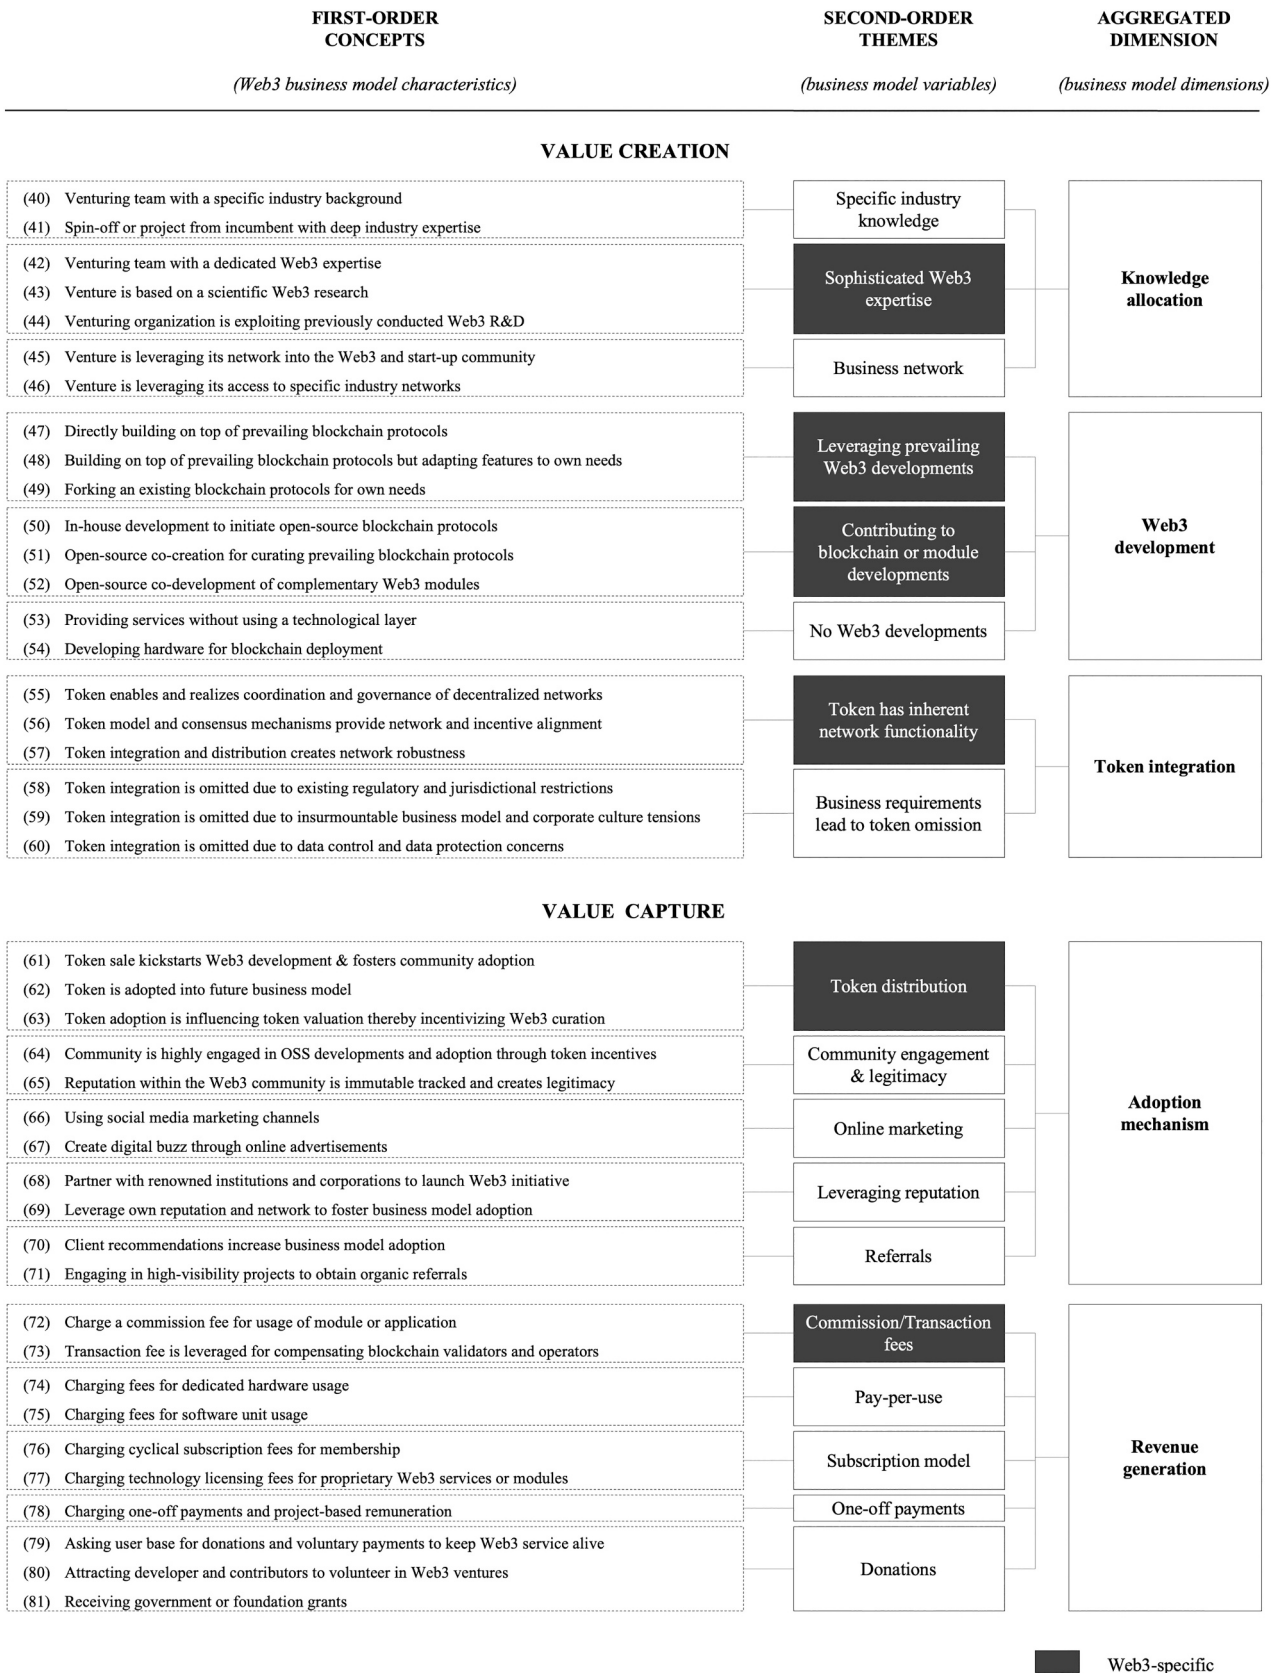 FIRST-ORDER
CONCEPTS
SECOND-ORDER
THEMES
AGGREGATED
DIMENSION
(Web3 business model characteristics)
(business model variables)
(business model dimensions)
VALUE CREATION
(40) Venturing team with a specific industry background
(41) Spin-off or project from incumbent with deep industry expertise
Specific industry
knowledge
(42) Venturing team with a dedicated Web3 expertise
(43) Venture is based on a scientific Web3 research
(44) Venturing organization is exploiting previously conducted Web3 R&D
Sophisticated Web3
expertise
(45) Venture is leveraging its network into the Web3 and start-up community
(46) Venture is leveraging its access to specific industry networks
Business network
Knowledge
allocation
(47) Directly building on top of prevailing blockchain protocols
(48) Building on top of prevailing blockchain protocols but adapting features to own needs
(49) Forking an existing blockchain protocols for own needs
Leveraging prevailing
Web3 developments
(50) In-house development to initiate open-source blockchain protocols
(51) Open-source co-creation for curating prevailing blockchain protocols
(52) Open-source co-development of complementary Web3 modules
Contributing to
blockchain or module
developments
(53) Providing services without using a technological layer
(54) Developing hardware for blockchain deployment
No Web3 developments
Web3
development
(55) Token enables and realizes coordination and governance of decentralized networks
(56) Token model and consensus mechanisms provide network and incentive alignment
(57) Token integration and distribution creates network robustness
Token has inherent
network functionality
(58) Token integration is omitted due to existing regulatory and jurisdictional restrictions
(59) Token integration is omitted due to insurmountable business model and corporate culture tensions
(60) Token integration is omitted due to data control and data protection concerns
Business requirements
lead to token omission
Token integration
VALUE CAPTURE
(61) Token sale kickstarts Web3 development & fosters community adoption
(62) Token is adopted into future business model
(63) Token adoption is influencing token valuation thereby incentivizing Web3 curation
Token distribution
(64) Community is highly engaged in OSS developments and adoption through token incentives
(65) Reputation within the Web3 community is immutable tracked and creates legitimacy
Community engagement
& legitimacy
(66) Using social media marketing channels
(67) Create digital buzz through online advertisements
Online marketing
(68) Partner with renowned institutions and corporations to launch Web3 initiative
(69) Leverage own reputation and network to foster business model adoption
Leveraging reputation
(70) Client recommendations increase business model adoption
(71) Engaging in high-visibility projects to obtain organic referrals
Referrals
Adoption
mechanism
(72) Charge a commission fee for usage of module or application
(73) Transaction fee is leveraged for compensating blockchain validators and operators
Commission/Transaction
fees
(74) Charging fees for dedicated hardware usage
(75) Charging fees for software unit usage
Pay-per-use
(76) Charging cyclical subscription fees for membership
(77) Charging technology licensing fees for proprietary Web3 services or modules
Subscription model
(78) Charging one-off payments and project-based remuneration
One-off payments
(79) Asking user base for donations and voluntary payments to keep Web3 service alive
(80) Attracting developer and contributors to volunteer in Web3 ventures
(81) Receiving government or foundation grants
Donations
Revenue
generation
Web3-specific